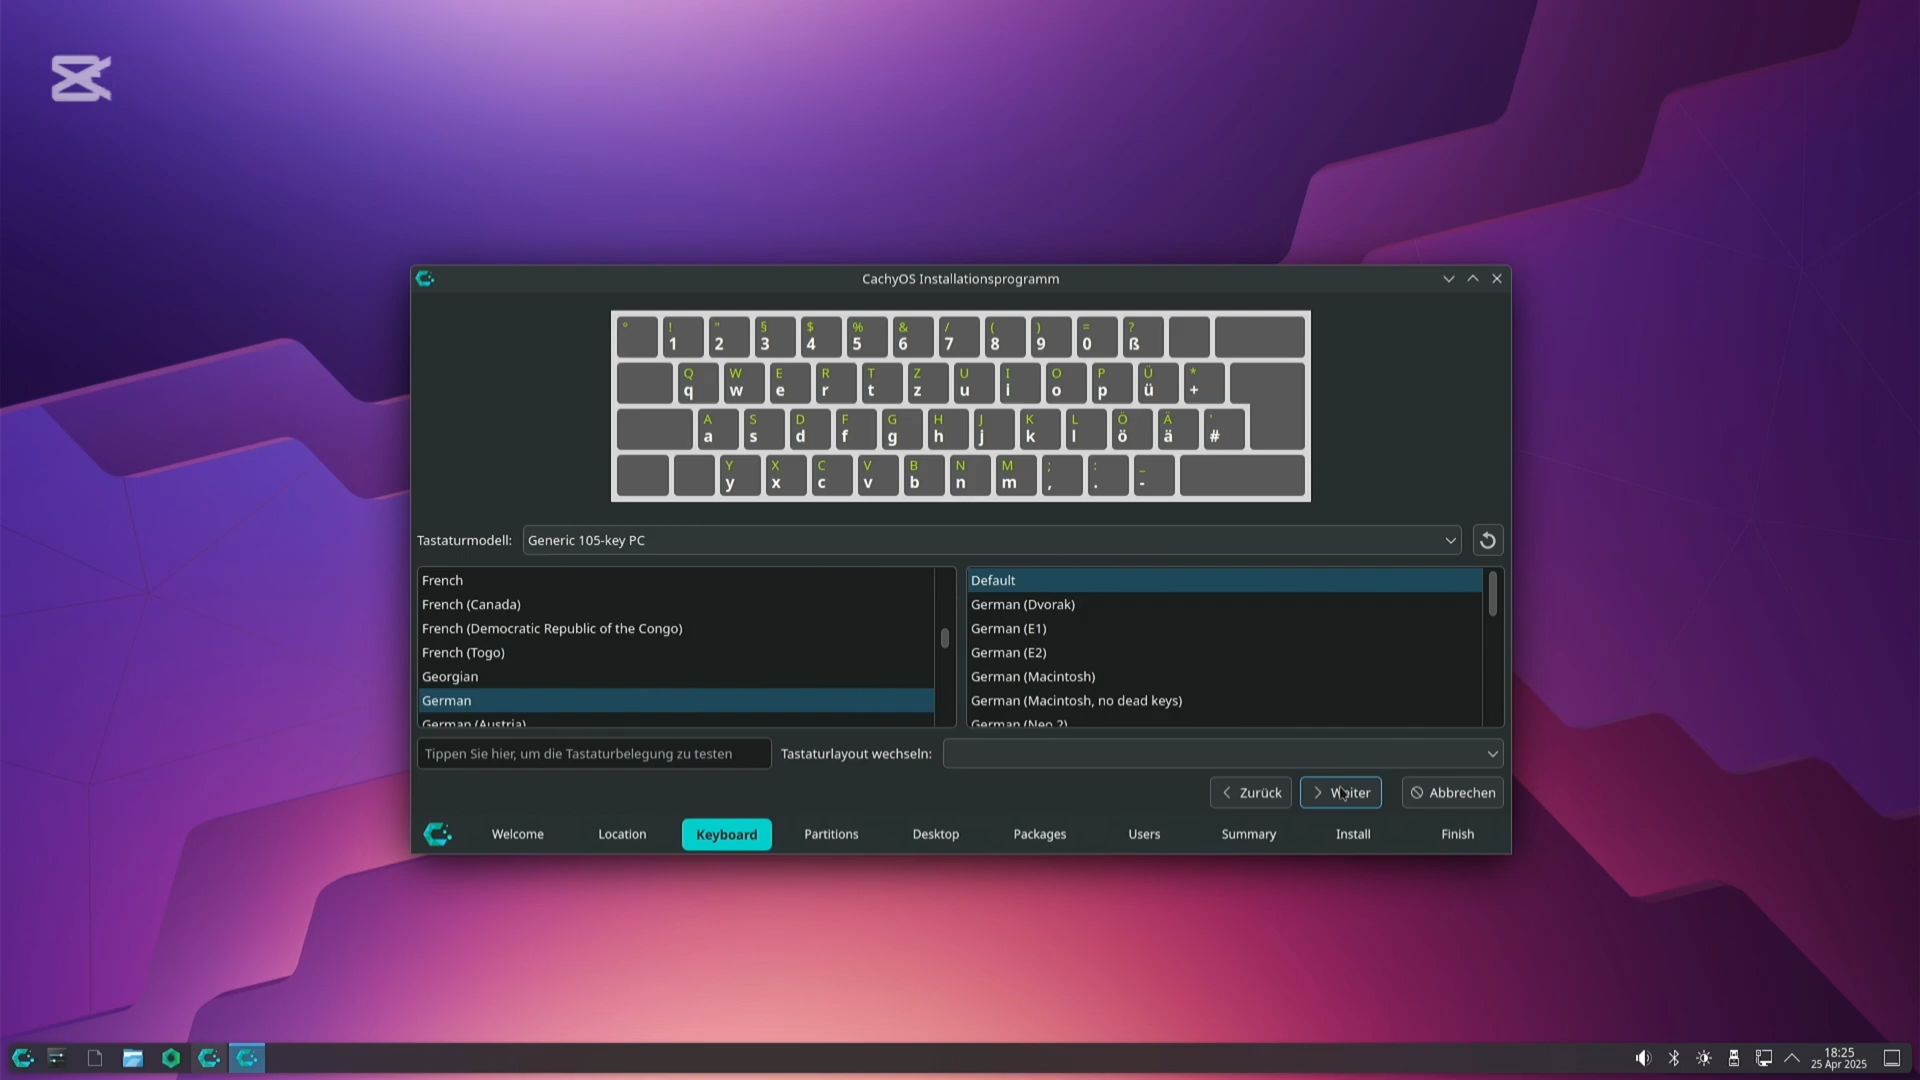 CachyOS Installationsprogramm
° ! " § $ % & / ( ) = ?
1 2 3 4 5 6 7 8 9 0 ß
Q W E R T Z U I O P Ü *
q w e r t z u i o p ü +
A S D F G H J K L Ö Ä '
a s d f g h j k l ö ä #
Y X C V B N M ; : _
y x c v b n m , . -
Tastaturmodell: Generic 105-key PC
French
French (Canada)
French (Democratic Republic of the Congo)
French (Togo)
Georgian
German
German (Austria)
Default
German (Dvorak)
German (E1)
German (E2)
German (Macintosh)
German (Macintosh, no dead keys)
German (Neo 2)
Tippen Sie hier, um die Tastaturbelegung zu testen Tastaturlayout wechseln:
Zurück Weiter Abbrechen
Welcome Location Keyboard Partitions Desktop Packages Users Summary Install Finish
18:25
25 Apr 2025